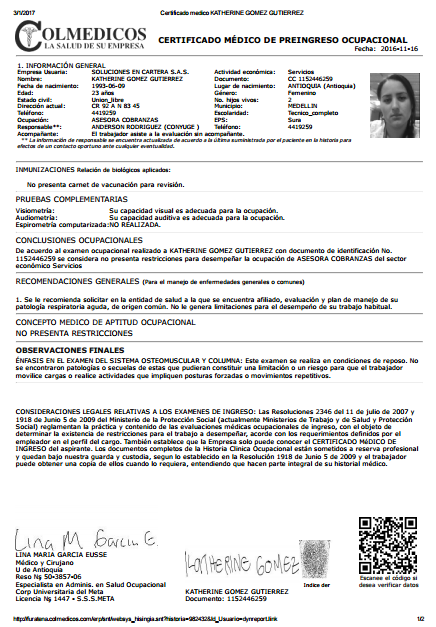 3/1/2017 Certificado medico KATHERINE GOMEZ GUTIERREZ
COLMEDICOS
LA SALUD DE SU EMPRESA
CERTIFICADO MÉDICO DE PREINGRESO OCUPACIONAL
Fecha: 2016-11-16
1. INFORMACIÓN GENERAL
Empresa Usuaria: SOLUCIONES EN CARTERA S.A.S. Actividad económica: Servicios
Nombre: KATHERINE GOMEZ GUTIERREZ Documento: CC 1152446259
Fecha de nacimiento: 1993-06-09 Lugar de nacimiento: ANTIOQUIA (Antioquia)
Edad: 23 años Género: Femenino
Estado civil: Union_libre No. hijos vivos: 2
Dirección actual: CR 92 A N 83 45 Municipio: MEDELLIN
Teléfono: 4419259 Escolaridad: Tecnico_completo
Ocupación: ASESORA COBRANZAS EPS: Sura
Responsable**: ANDERSON RODRIGUEZ (CONYUGE ) Teléfono: 4419259
Acompañante: El trabajador asiste a la evaluación sin acompañante.
** La información de responsable se encuentra actualizada de acuerdo a la última suministrada por el paciente en la historia para
efectos de un contacto oportuno ante cualquier eventualidad.
INMUNIZACIONES Relación de biológicos aplicados:
No presenta carnet de vacunación para revisión.
PRUEBAS COMPLEMENTARIAS
Visiometría: Su capacidad visual es adecuada para la ocupación.
Audiometría: Su capacidad auditiva es adecuada para la ocupación.
Espirometría computarizada: NO REALIZADA.
CONCLUSIONES OCUPACIONALES
De acuerdo al examen ocupacional realizado a KATHERINE GOMEZ GUTIERREZ con documento de identificación No.
1152446259 se considera no presenta restricciones para desempeñar la ocupación de ASESORA COBRANZAS del sector
económico Servicios
RECOMENDACIONES GENERALES (Para el manejo de enfermedades generales o comunes)
1. Se le recomienda solicitar en la entidad de salud a la que se encuentra afiliado, evaluación y plan de manejo de su
patología respiratoria aguda, de origen común. No le genera limitaciones para el desempeño de su trabajo habitual.
CONCEPTO MEDICO DE APTITUD OCUPACIONAL
NO PRESENTA RESTRICCIONES
OBSERVACIONES FINALES
ÉNFASIS EN EL EXAMEN DEL SISTEMA OSTEOMUSCULAR Y COLUMNA: Este examen se realiza en condiciones de reposo. No
se encontraron patologías o secuelas de estas que pudieran constituir una limitación o un riesgo para que el trabajador
movilice cargas o realice actividades que impliquen posturas forzadas o movimientos repetitivos.
CONSIDERACIONES LEGALES RELATIVAS A LOS EXAMENES DE INGRESO: Las Resoluciones 2346 del 11 de julio de 2007 y
1918 de Junio 5 de 2009 del Ministerio de la Protección Social (actualmente Ministerios de Trabajo y de Salud y Protección
Social) reglamentan la práctica y contenido de las evaluaciones médicas ocupacionales de ingreso, con el objeto de
determinar la existencia de restricciones para el trabajo a desempeñar, acorde con los requerimientos definidos por el
empleador en el perfil del cargo. También establece que la Empresa solo puede conocer el CERTIFICADO MÉDICO DE
INGRESO del aspirante. Los documentos completos de la Historia Clínica Ocupacional están sometidos a reserva profesional
y quedan bajo nuestra guarda y custodia, segun lo establecido en la Resolución 1918 de Junio 5 de 2009 y el trabajador
puede obtener una copia de ellos cuando lo requiera, entendiendo que hacen parte integral de su historial médico.
Lina M Garcia E.
KATHERINE GOMEZ
Indice der
LINA MARIA GARCIA EUSSE
Médico y Cirujano
U de Antioquia
Reso Nş 50-3857-06
Especialista en Adminis. en Salud Ocupacional
Corp Universitaria del Meta
Licencia Nş 1447 - S.S.S.META
KATHERINE GOMEZ GUTIERREZ
Documento: 1152446259
Escanee el código si
desea verificar datos
http://furatena.colmedicos.com/erp/snt/websys_hisingia.snt?historia=982432&Id_Usuario=dynreport.link 1/2